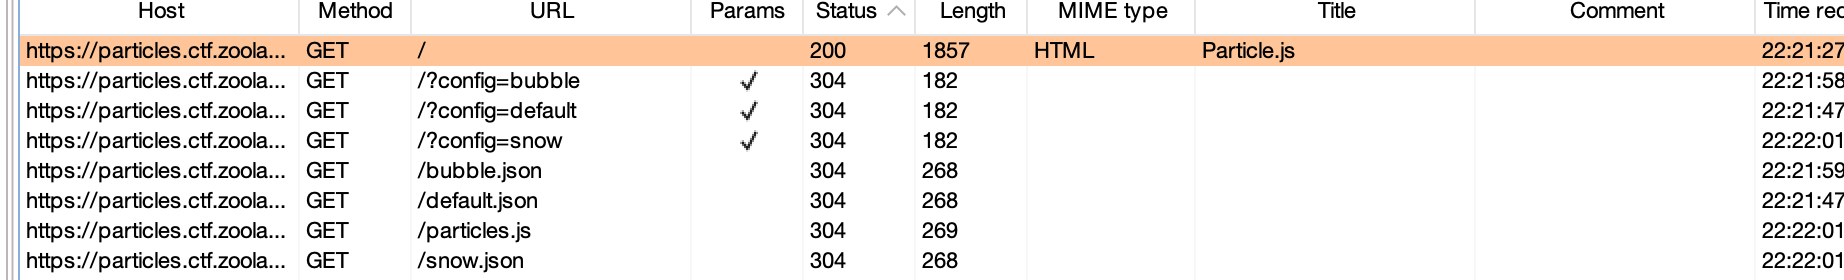 Host Method URL Params Status Length MIME type Title Comment Time rec
https://particles.ctf.zoola... GET / 200 1857 HTML Particle.js 22:21:27
https://particles.ctf.zoola... GET /?config=bubble ✓ 304 182 22:21:58
https://particles.ctf.zoola... GET /?config=default ✓ 304 182 22:21:47
https://particles.ctf.zoola... GET /?config=snow ✓ 304 182 22:22:01
https://particles.ctf.zoola... GET /bubble.json 304 268 22:21:59
https://particles.ctf.zoola... GET /default.json 304 268 22:21:47
https://particles.ctf.zoola... GET /particles.js 304 269 22:22:01
https://particles.ctf.zoola... GET /snow.json 304 268 22:22:01